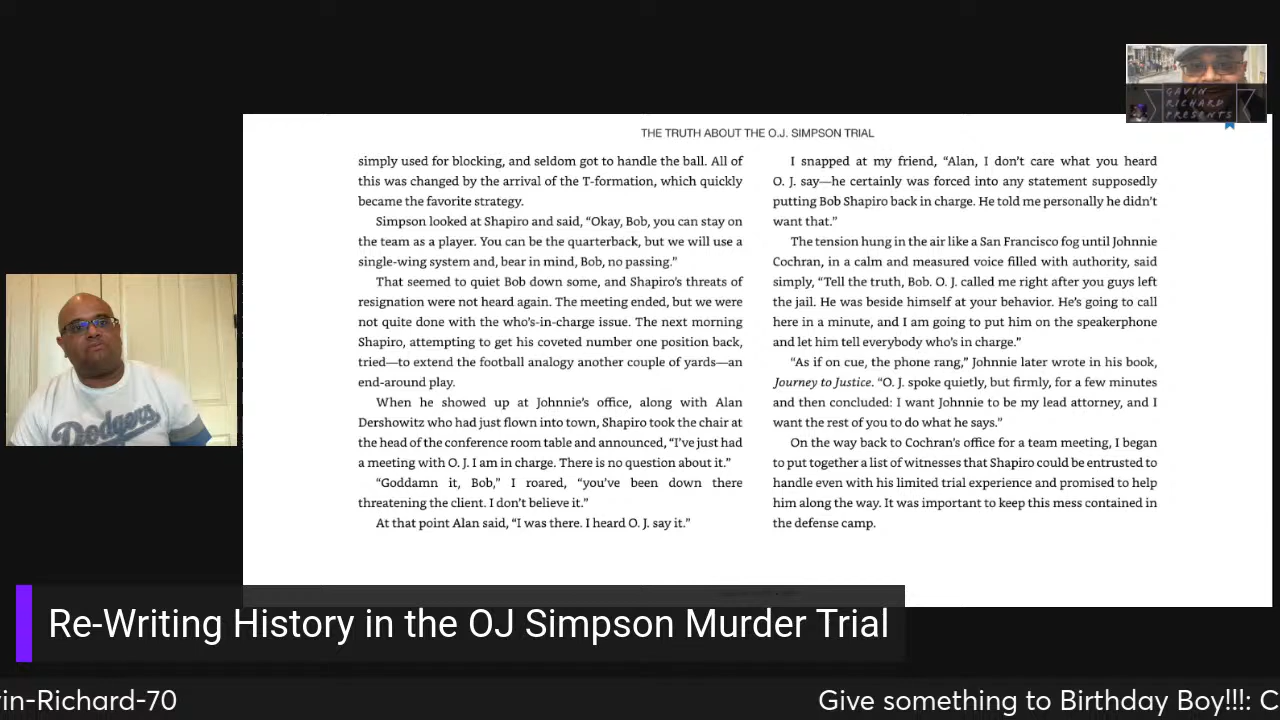 GAVIN
RICHARD
PRESENTS
THE TRUTH ABOUT THE O.J. SIMPSON TRIAL
simply used for blocking, and seldom got to handle the ball. All of
this was changed by the arrival of the T-formation, which quickly
became the favorite strategy.
Simpson looked at Shapiro and said, “Okay, Bob, you can stay on
the team as a player. You can be the quarterback, but we will use a
single-wing system and, bear in mind, Bob, no passing.”
That seemed to quiet Bob down some, and Shapiro’s threats of
resignation were not heard again. The meeting ended, but we were
not quite done with the who’s-in-charge issue. The next morning
Shapiro, attempting to get his coveted number one position back,
tried—to extend the football analogy another couple of yards—an
end-around play.
When he showed up at Johnnie’s office, along with Alan
Dershowitz who had just flown into town, Shapiro took the chair at
the head of the conference room table and announced, “I’ve just had
a meeting with O. J. I am in charge. There is no question about it.”
“Goddamn it, Bob,” I roared, “you’ve been down there
threatening the client. I don’t believe it.”
At that point Alan said, “I was there. I heard O. J. say it.”
I snapped at my friend, “Alan, I don’t care what you heard
O. J. say—he certainly was forced into any statement supposedly
putting Bob Shapiro back in charge. He told me personally he didn’t
want that.”
The tension hung in the air like a San Francisco fog until Johnnie
Cochran, in a calm and measured voice filled with authority, said
simply, “Tell the truth, Bob. O. J. called me right after you guys left
the jail. He was beside himself at your behavior. He’s going to call
here in a minute, and I am going to put him on the speakerphone
and let him tell everybody who’s in charge.”
“As if on cue, the phone rang,” Johnnie later wrote in his book,
Journey to Justice. “O. J. spoke quietly, but firmly, for a few minutes
and then concluded: I want Johnnie to be my lead attorney, and I
want the rest of you to do what he says.”
On the way back to Cochran’s office for a team meeting, I began
to put together a list of witnesses that Shapiro could be entrusted to
handle even with his limited trial experience and promised to help
him along the way. It was important to keep this mess contained in
the defense camp.
Dodgers
Re-Writing History in the OJ Simpson Murder Trial
in-Richard-70
Give something to Birthday Boy!!!: C